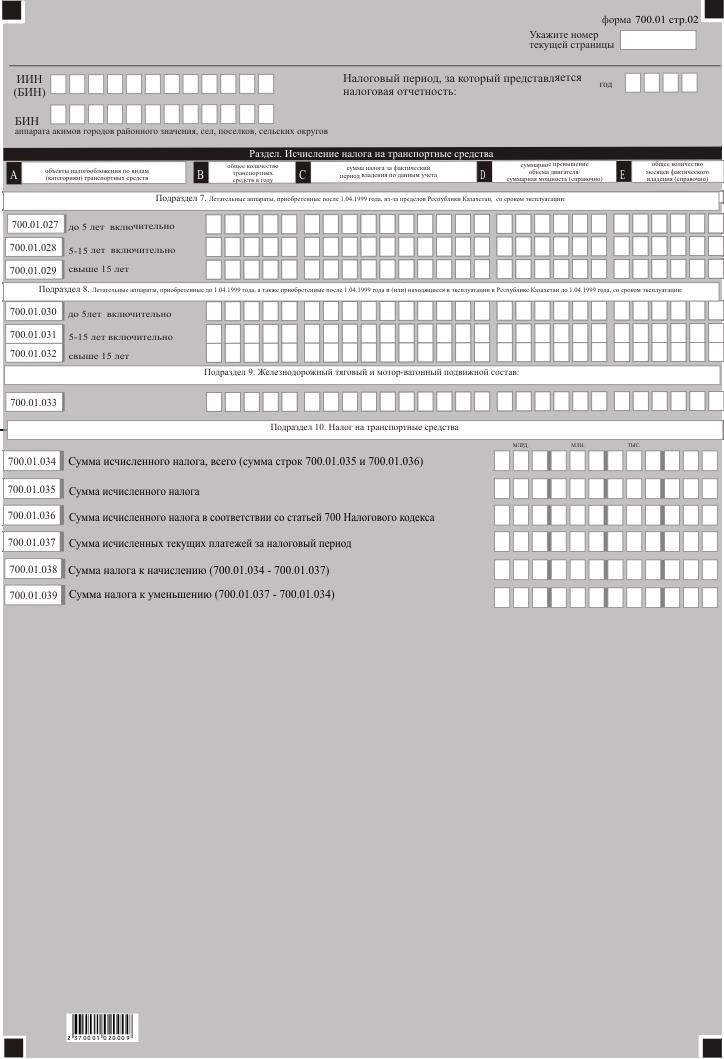 форма 700.01 стр.02
Укажите номер
текущей страницы
ИИН
(БИН)
Налоговый период, за который представляется
налоговая отчетность:
год
БИН
аппарата акимов городов районного значения, сел, поселков, сельских округов
Раздел. Исчисление налога на транспортные средства
A
объекты налогообложения по видам
(категориям) транспортных средств
B
общее количество
транспортных
средств в году
C
сумма налога за фактический
период владения по данным учета
D
суммарное превышение
объема двигателя/
суммарная мощность (справочно)
E
общее количество
месяцев фактического
владения (справочно)
Подраздел 7. Летательные аппараты, приобретенные после 1.04.1999 года, из-за пределов Республики Казахстан, со сроком эксплуатации:
700.01.027 до 5 лет включительно
700.01.028 5-15 лет включительно
700.01.029 свыше 15 лет
Подраздел 8. Летательные аппараты, приобретенные до 1.04.1999 года, а также приобретенные после 1.04.1999 года и (или) находящиеся в эксплуатации в Республике Казахстан до 1.04.1999 года, со сроком эксплуатации:
700.01.030 до 5лет включительно
700.01.031 5-15 лет включительно
700.01.032 свыше 15 лет
Подраздел 9. Железнодорожный тяговый и мотор-вагонный подвижной состав:
700.01.033
Подраздел 10. Налог на транспортные средства
млрд. млн. тыс.
700.01.034 Сумма исчисленного налога, всего (сумма строк 700.01.035 и 700.01.036)
700.01.035 Сумма исчисленного налога
700.01.036 Сумма исчисленного налога в соответствии со статьей 700 Налогового кодекса
700.01.037 Сумма исчисленных текущих платежей за налоговый период
700.01.038 Сумма налога к начислению (700.01.034 - 700.01.037)
700.01.039 Сумма налога к уменьшению (700.01.037 - 700.01.034)
2 370001 020009